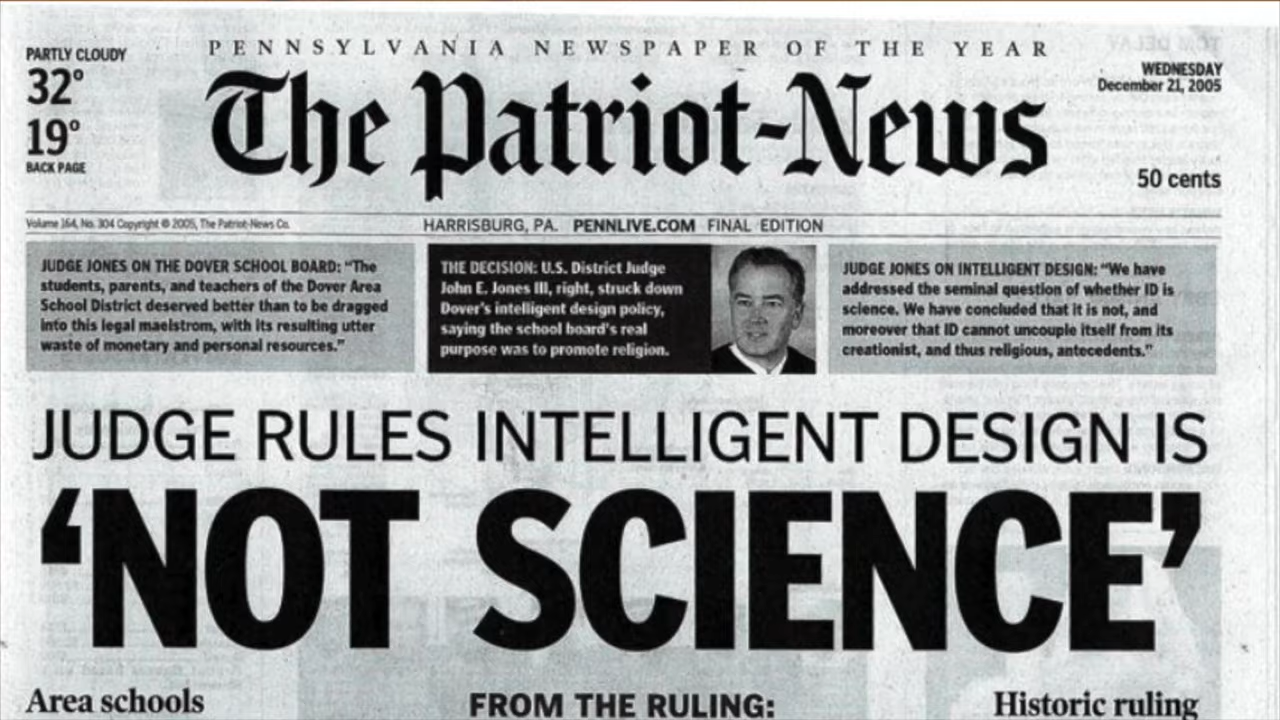 PENNSYLVANIA NEWSPAPER OF THE YEAR
PARTLY CLOUDY
32°
19°
BACK PAGE
The Patriot-News
WEDNESDAY
December 21, 2005
50 cents
Volume 164, No. 304 Copyright © 2005, The Patriot-News Co.
HARRISBURG, PA. PENNLIVE.COM FINAL EDITION
JUDGE JONES ON THE DOVER SCHOOL BOARD: “The
students, parents, and teachers of the Dover Area
School District deserved better than to be dragged
into this legal maelstrom, with its resulting utter
waste of monetary and personal resources.”
THE DECISION: U.S. District Judge
John E. Jones III, right, struck down
Dover's intelligent design policy,
saying the school board's real
purpose was to promote religion.
JUDGE JONES ON INTELLIGENT DESIGN: “We have
addressed the seminal question of whether ID is
science. We have concluded that it is not, and
moreover that ID cannot uncouple itself from its
creationist, and thus religious, antecedents.”
JUDGE RULES INTELLIGENT DESIGN IS
‘NOT SCIENCE’
Area schools
FROM THE RULING:
Historic ruling